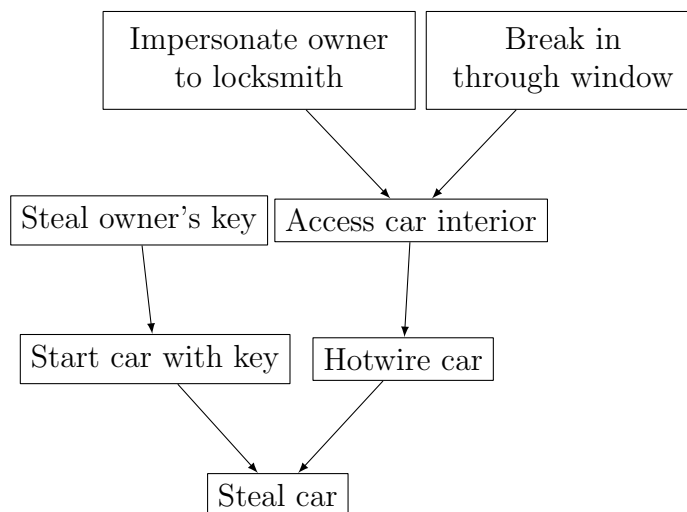 Impersonate owner
to locksmith
Break in
through window
Steal owner's key
Access car interior
Start car with key
Hotwire car
Steal car